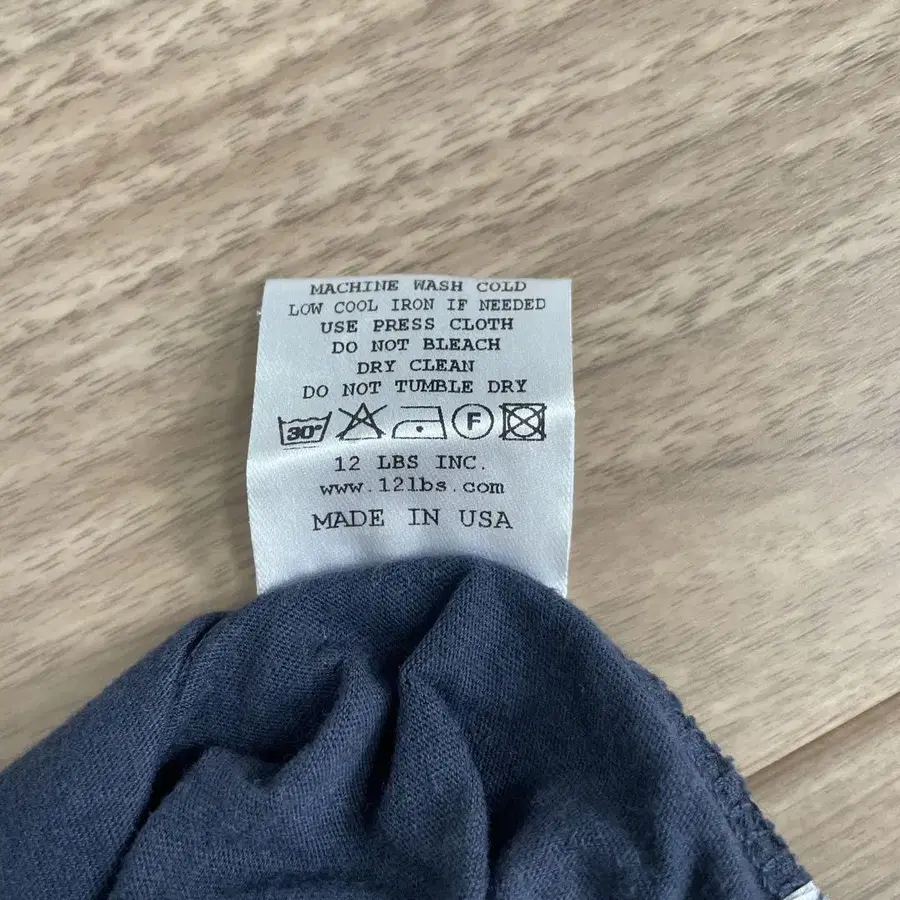 MACHINE WASH COLD
LOW COOL IRON IF NEEDED
USE PRESS CLOTH
DO NOT BLEACH
DRY CLEAN
DO NOT TUMBLE DRY
30° F
12 LBS INC.
www.12lbs.com
MADE IN USA